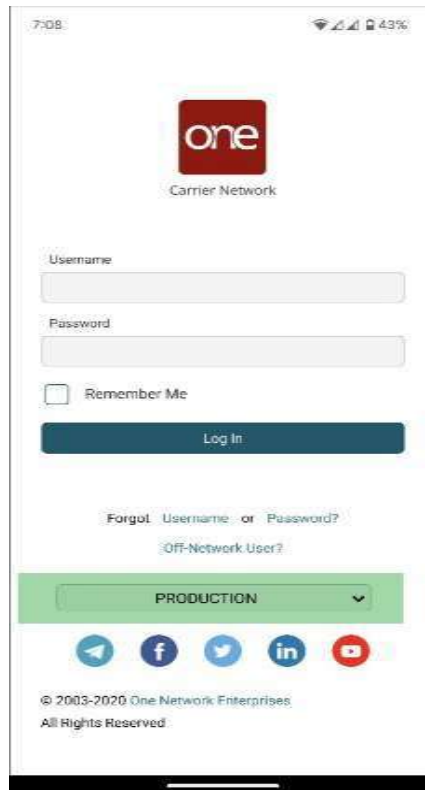 7:08 43%
one
Carrier Network
Username
Password
Remember Me
Log In
Forgot Username or Password?
Off-Network User?
PRODUCTION
f in
© 2003-2020 One Network Enterprises
All Rights Reserved